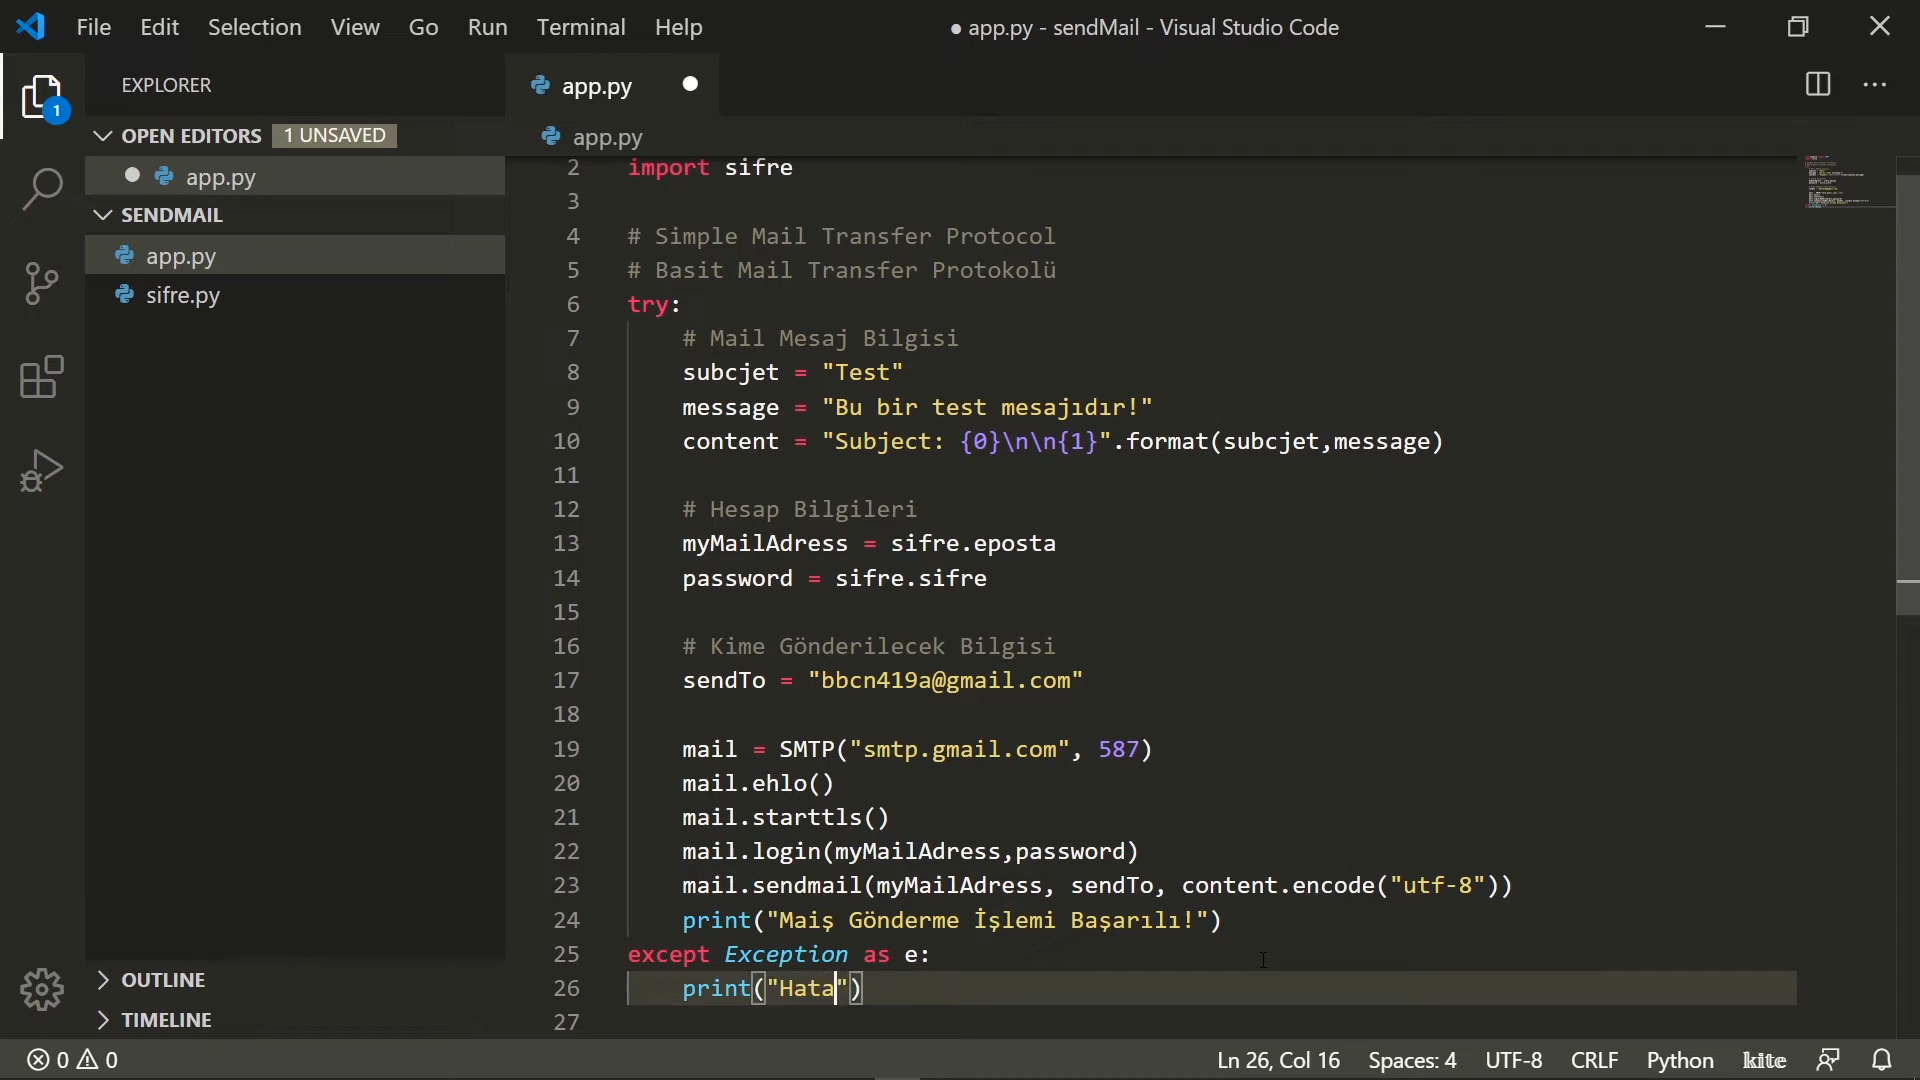 File Edit Selection View Go Run Terminal Help
● app.py - sendMail - Visual Studio Code
1
EXPLORER
OPEN EDITORS 1 UNSAVED
app.py
SENDMAIL
app.py
sifre.py
OUTLINE
TIMELINE
app.py
app.py
2 import sifre
3
4 # Simple Mail Transfer Protocol
5 # Basit Mail Transfer Protokolü
6 try:
7 # Mail Mesaj Bilgisi
8 subcjet = "Test"
9 message = "Bu bir test mesajıdır!"
10 content = "Subject: {0}\n\n{1}".format(subcjet,message)
11
12 # Hesap Bilgileri
13 myMailAdress = sifre.eposta
14 password = sifre.sifre
15
16 # Kime Gönderilecek Bilgisi
17 sendTo = "bbcn419a@gmail.com"
18
19 mail = SMTP("smtp.gmail.com", 587)
20 mail.ehlo()
21 mail.starttls()
22 mail.login(myMailAdress,password)
23 mail.sendmail(myMailAdress, sendTo, content.encode("utf-8"))
24 print("Maiş Gönderme İşlemi Başarılı!")
25 except Exception as e:
26 print("Hata")
27
0 0 Ln 26, Col 16 Spaces: 4 UTF-8 CRLF Python kite